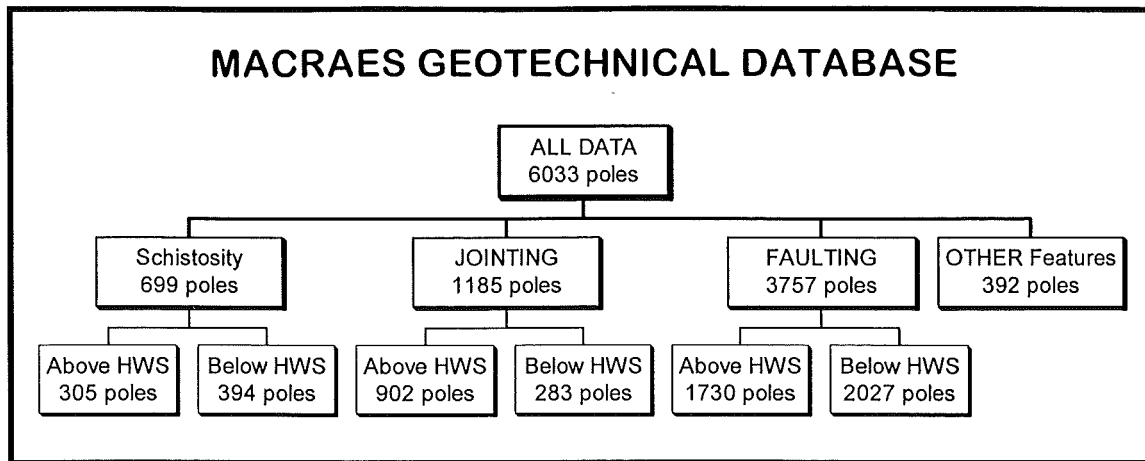 MACRAES GEOTECHNICAL DATABASE
ALL DATA
6033 poles
Schistosity
699 poles
JOINTING
1185 poles
FAULTING
3757 poles
OTHER Features
392 poles
Above HWS
305 poles
Below HWS
394 poles
Above HWS
902 poles
Below HWS
283 poles
Above HWS
1730 poles
Below HWS
2027 poles